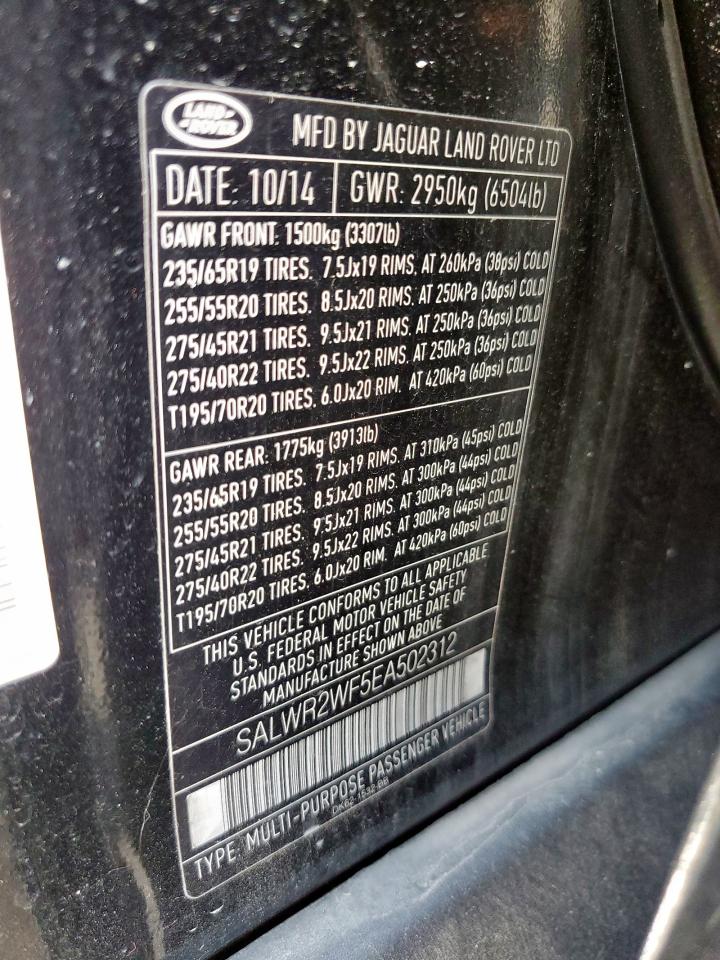 LAND ROVER
MFD BY JAGUAR LAND ROVER LTD
DATE: 10/14 GWR: 2950kg (6504lb)
GAWR FRONT: 1500kg (3307lb)
235/65R19 TIRES, 7.5Jx19 RIMS, AT 260kPa (38psi) COLD
255/55R20 TIRES, 8.5Jx20 RIMS, AT 250kPa (36psi) COLD
275/45R21 TIRES, 9.5Jx21 RIMS, AT 250kPa (36psi) COLD
275/40R22 TIRES, 9.5Jx22 RIMS, AT 250kPa (36psi) COLD
T195/70R20 TIRES, 6.0Jx20 RIM, AT 420kPa (60psi) COLD
GAWR REAR: 1775kg (3913lb)
235/65R19 TIRES, 7.5Jx19 RIMS, AT 310kPa (45psi) COLD
255/55R20 TIRES, 8.5Jx20 RIMS, AT 300kPa (44psi) COLD
275/45R21 TIRES, 9.5Jx21 RIMS, AT 300kPa (44psi) COLD
275/40R22 TIRES, 9.5Jx22 RIMS, AT 300kPa (44psi) COLD
T195/70R20 TIRES, 6.0Jx20 RIM, AT 420kPa (60psi) COLD
THIS VEHICLE CONFORMS TO ALL APPLICABLE
U.S. FEDERAL MOTOR VEHICLE SAFETY
STANDARDS IN EFFECT ON THE DATE OF
MANUFACTURE SHOWN ABOVE
SALWR2WF5EA502312
TYPE: MULTI-PURPOSE PASSENGER VEHICLE